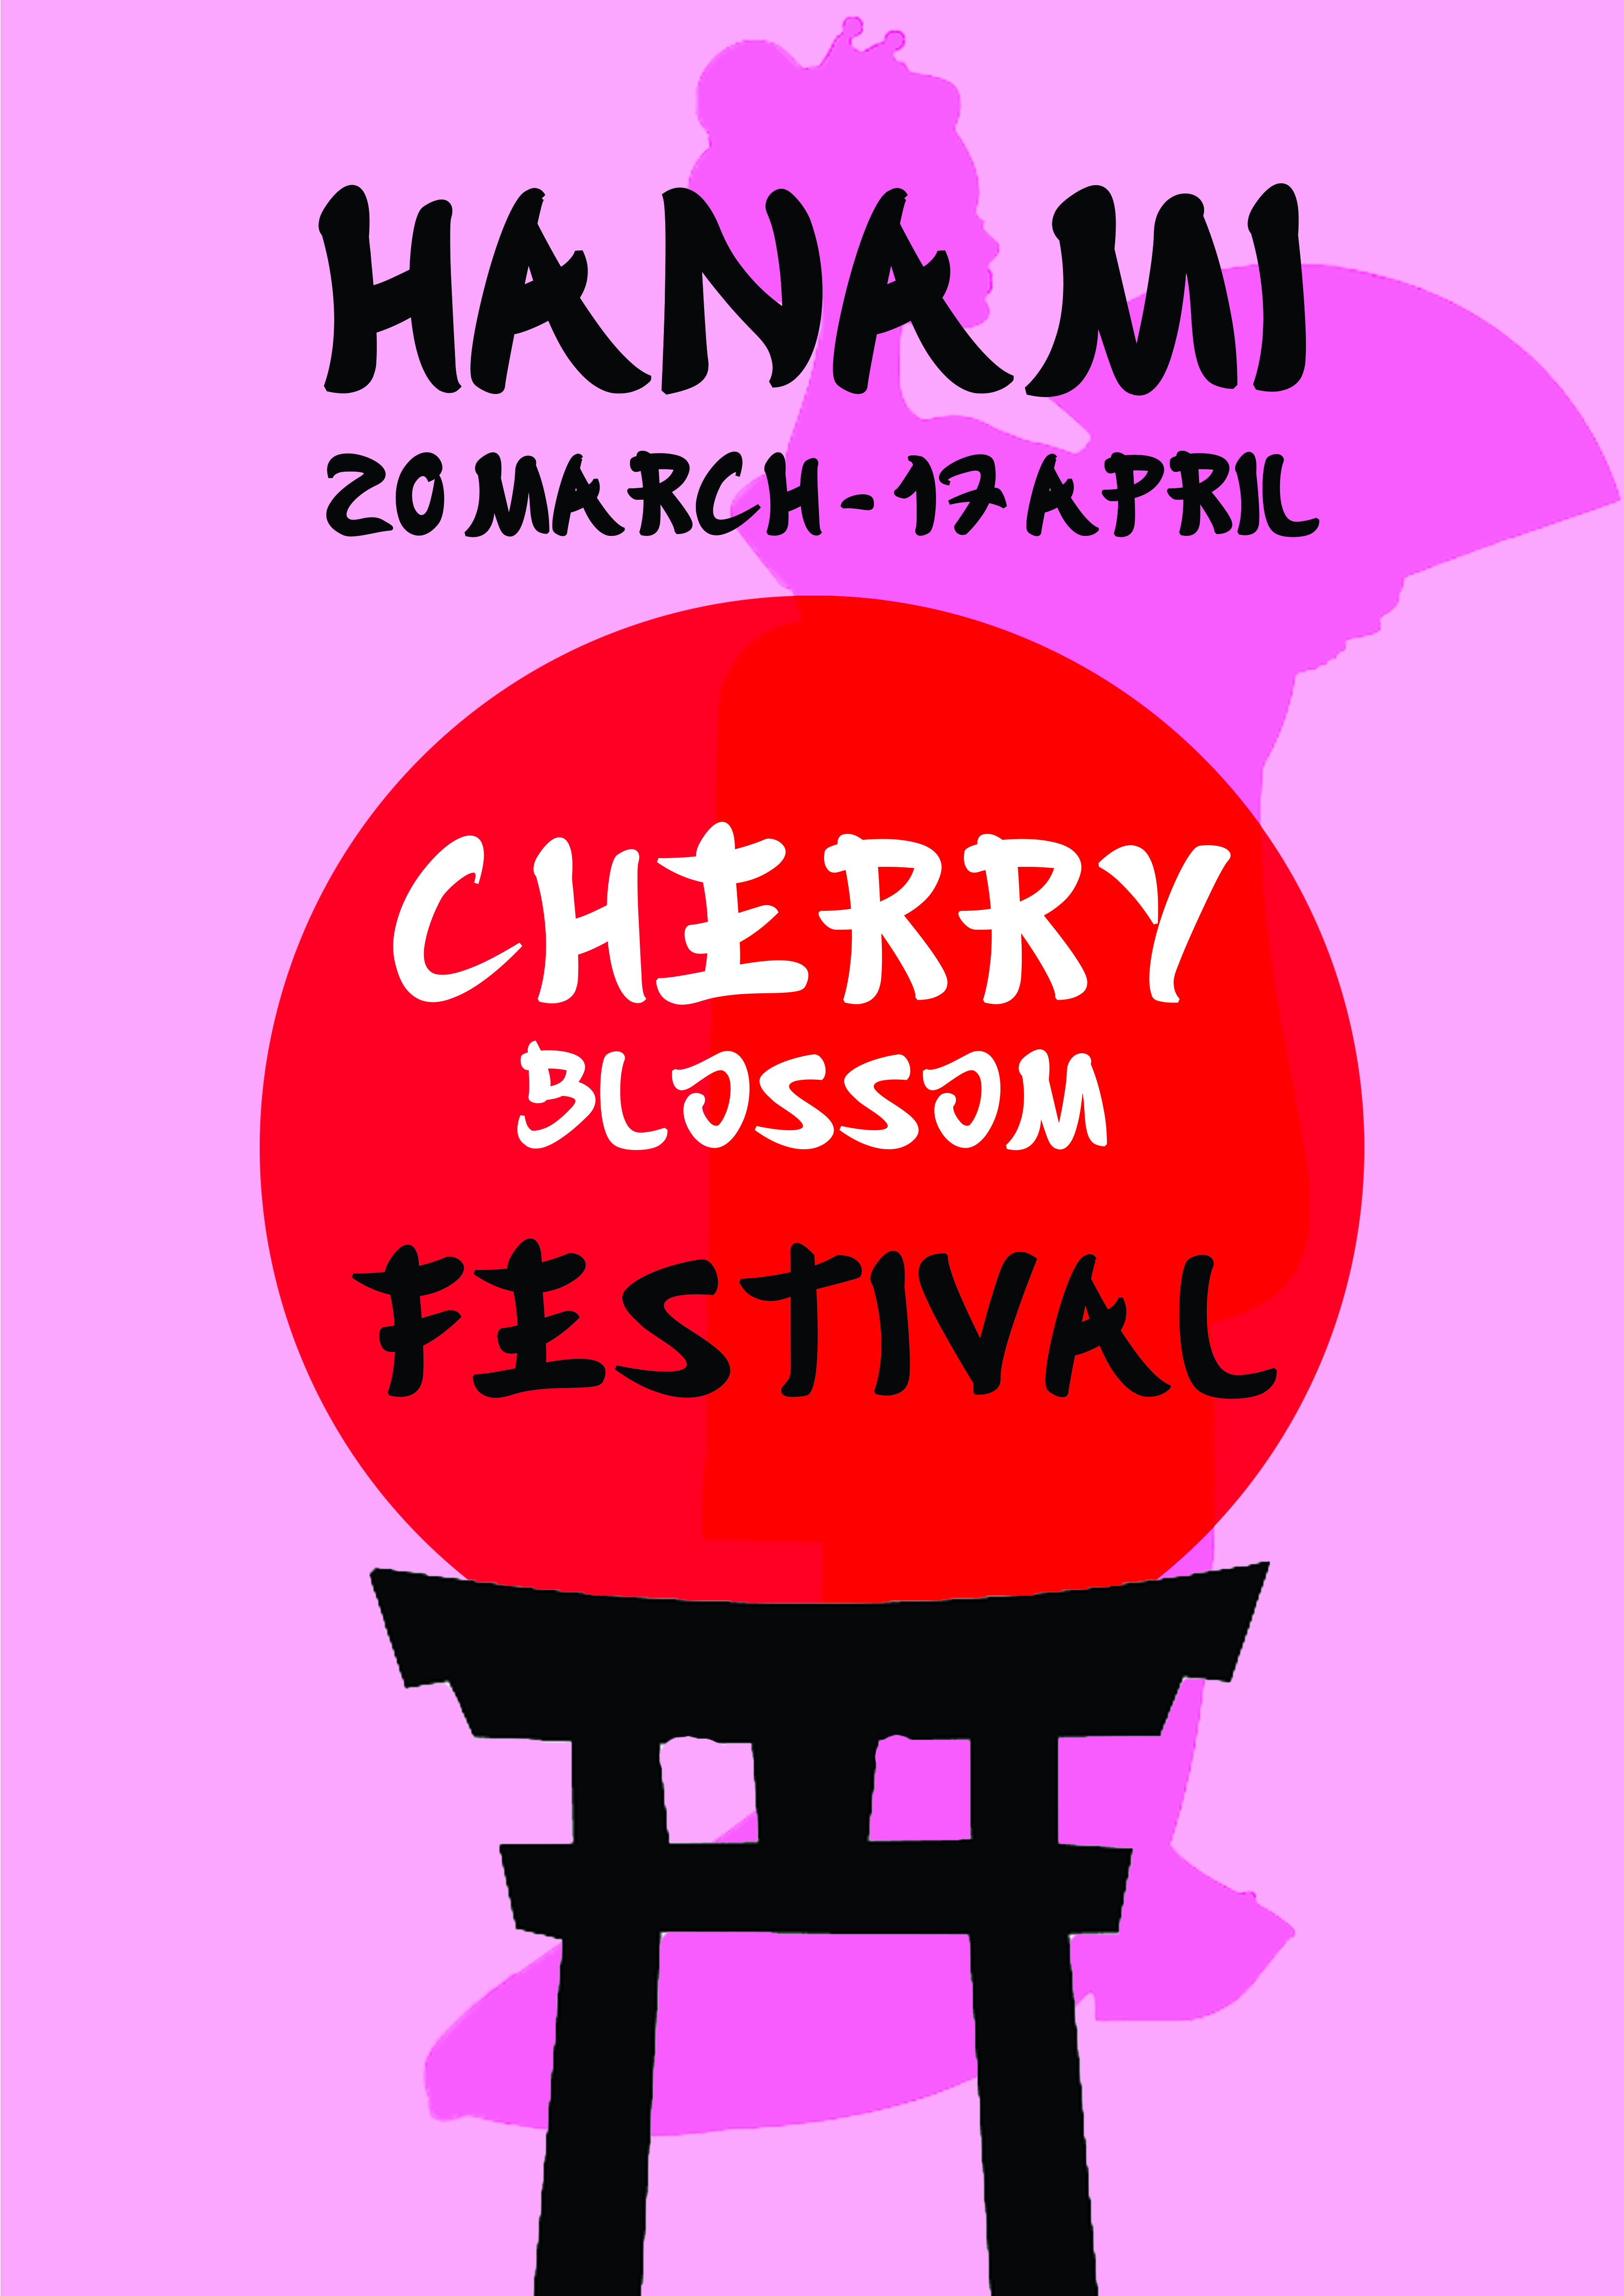 HANAMI
20 MARCH - 17 APRIL
CHERRY
BLOSSOM
FESTIVAL